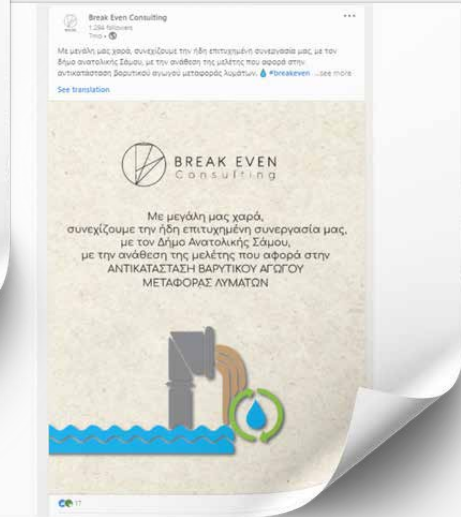 Break Even Consulting
1,284 followers
7mo •
Με μεγάλη μας χαρά, συνεχίζουμε την ήδη επιτυχημένη συνεργασία μας, με τον
δήμο ανατολικής Σάμου, με την ανάθεση της μελέτης που αφορά στην
αντικατάσταση βαρυτικού αγωγού μεταφοράς λυμάτων. #breakeven ...see more
See translation
BREAK EVEN
Consulting
Με μεγάλη μας χαρά,
συνεχίζουμε την ήδη επιτυχημένη συνεργασία μας,
με τον Δήμο Ανατολικής Σάμου,
με την ανάθεση της μελέτης που αφορά στην
ΑΝΤΙΚΑΤΑΣΤΑΣΗ ΒΑΡΥΤΙΚΟΥ ΑΓΩΓΟΥ
ΜΕΤΑΦΟΡΑΣ ΛΥΜΑΤΩΝ
17